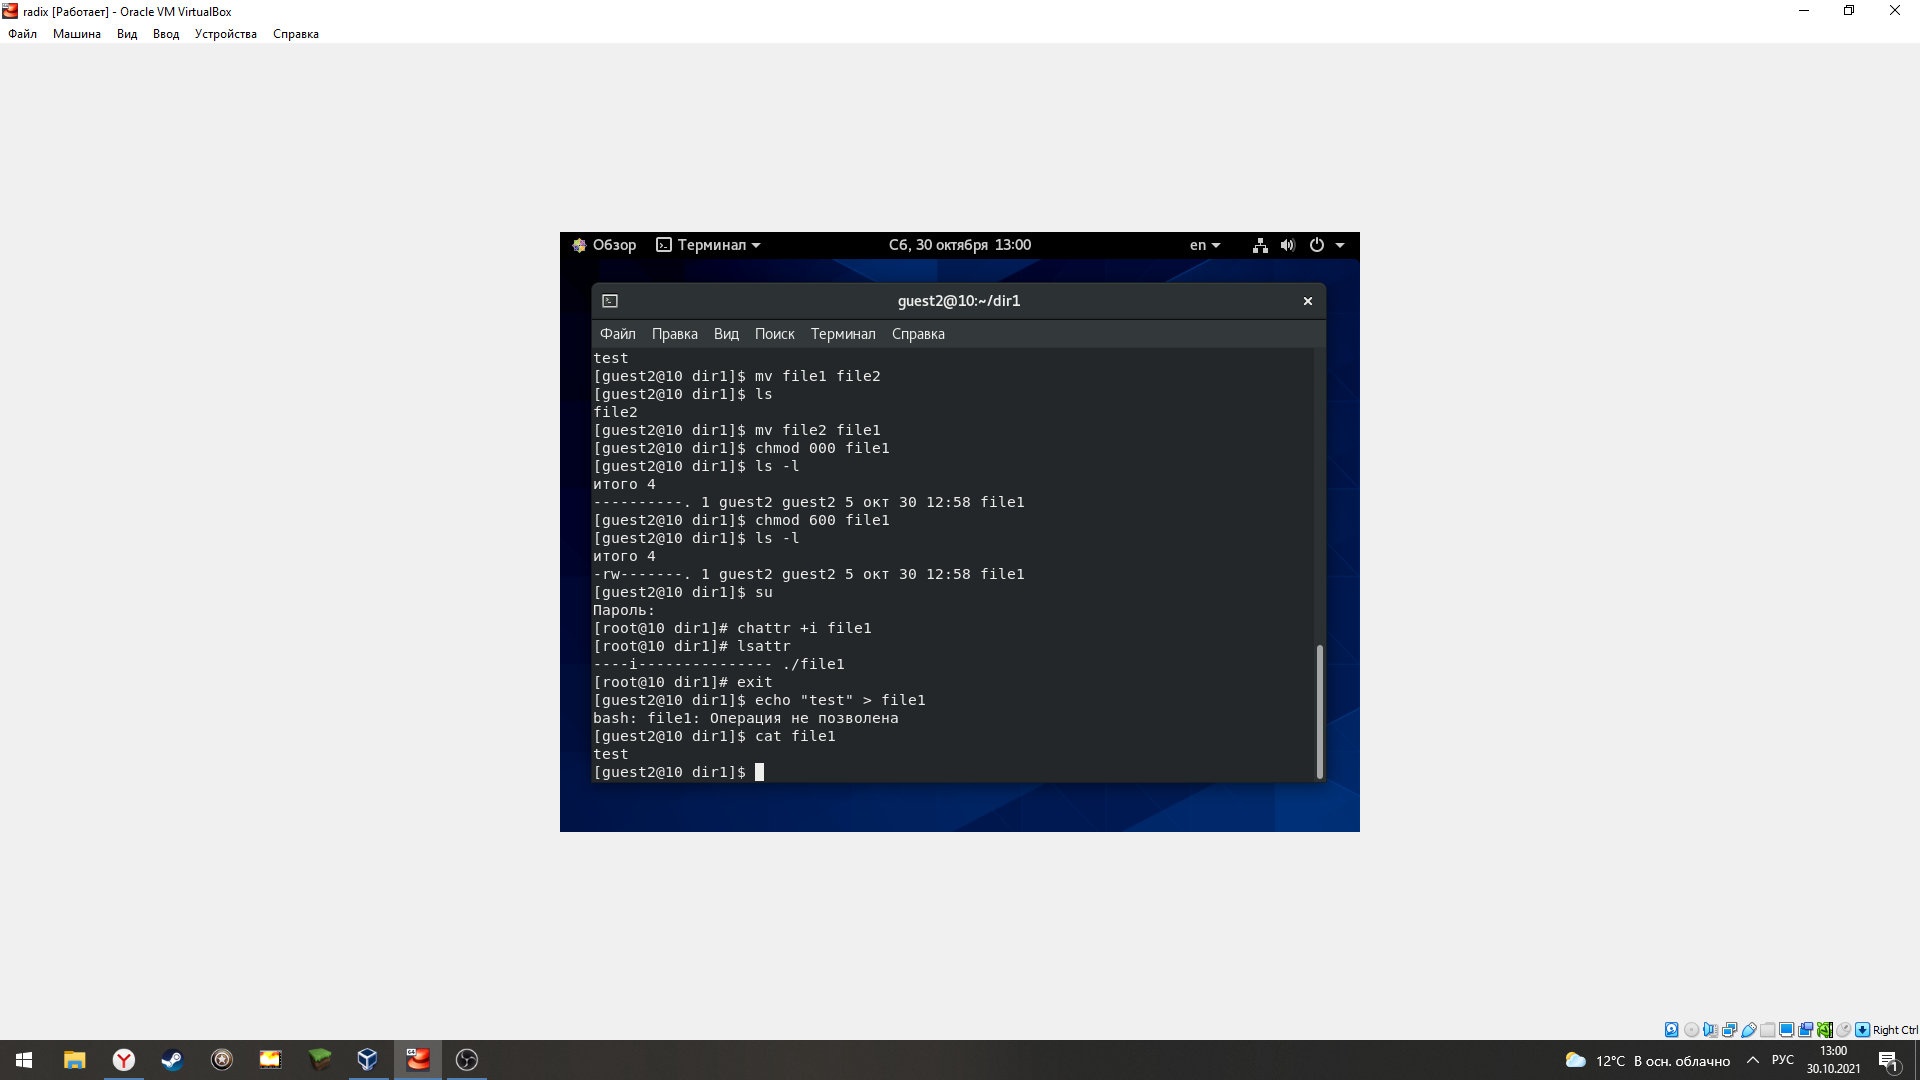 radix [Работает] - Oracle VM VirtualBox
Файл Машина Вид Ввод Устройства Справка
Обзор Терминал Сб, 30 октября 13:00 en
guest2@10:~/dir1
Файл Правка Вид Поиск Терминал Справка
test
[guest2@10 dir1]$ mv file1 file2
[guest2@10 dir1]$ ls
file2
[guest2@10 dir1]$ mv file2 file1
[guest2@10 dir1]$ chmod 000 file1
[guest2@10 dir1]$ ls -l
итого 4
----------. 1 guest2 guest2 5 окт 30 12:58 file1
[guest2@10 dir1]$ chmod 600 file1
[guest2@10 dir1]$ ls -l
итого 4
-rw-------. 1 guest2 guest2 5 окт 30 12:58 file1
[guest2@10 dir1]$ su
Пароль:
[root@10 dir1]# chattr +i file1
[root@10 dir1]# lsattr
----i--------------- ./file1
[root@10 dir1]# exit
[guest2@10 dir1]$ echo "test" > file1
bash: file1: Операция не позволена
[guest2@10 dir1]$ cat file1
test
[guest2@10 dir1]$
Right Ctrl
12°C В осн. облачно РУС 13:00
30.10.2021
1